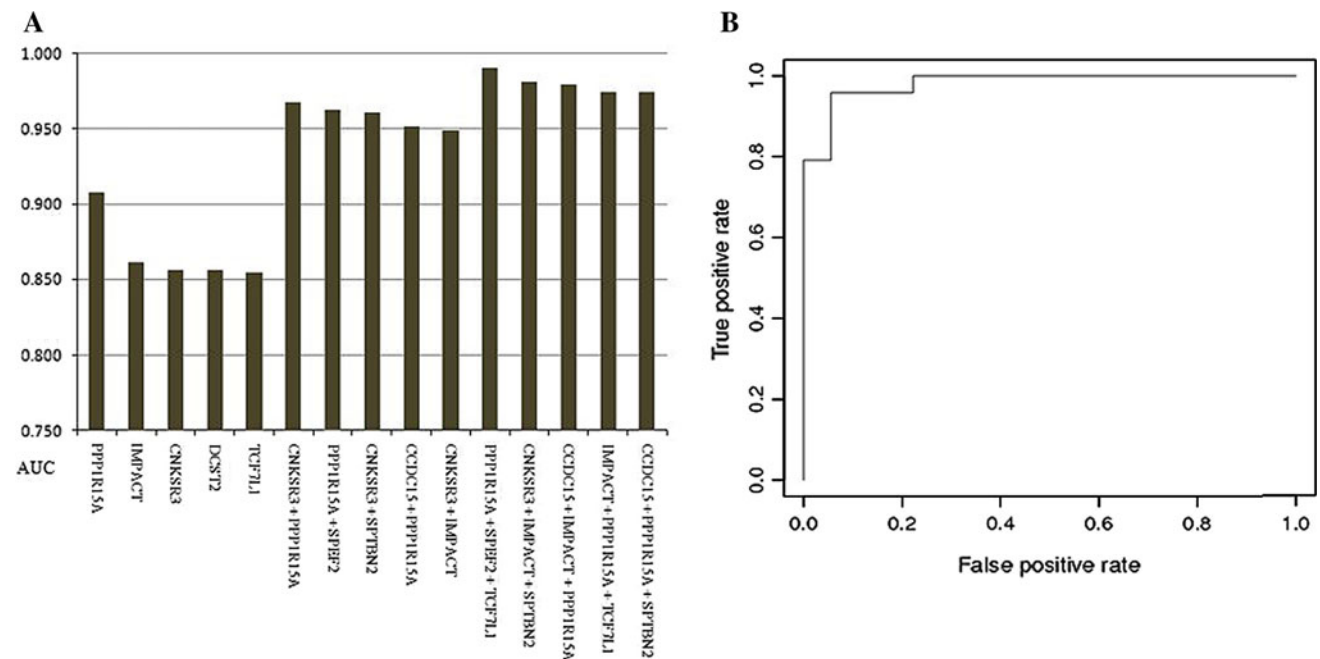 A
1.000
0.950
0.900
0.850
0.800
0.750
AUC
PPP1R15A
IMPACT
CNKSR3
DCST2
TCF7L1
CNKSR3+PPP1R15A
PPP1R15A+SPEF2
CNKSR3+SPTBN2
CCDC15+PPP1R15A
CNKSR3+IMPACT
PPP1R15A+SPEF2+TCF7L1
CNKSR3+IMPACT+SPTBN2
CCDC15+IMPACT+PPP1R15A
IMPACT+PPP1R15A+TCF7L1
CCDC15+PPP1R15A+SPTBN2
B
True positive rate
1.0
0.8
0.6
0.4
0.2
0.0
0.0 0.2 0.4 0.6 0.8 1.0
False positive rate